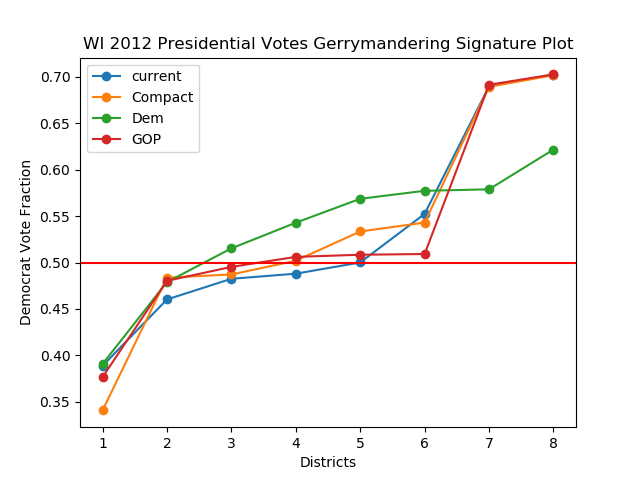 WI 2012 Presidential Votes Gerrymandering Signature Plot
current
Compact
Dem
GOP
0.70
0.65
0.60
0.55
0.50
0.45
0.40
0.35
Democrat Vote Fraction
1 2 3 4 5 6 7 8
Districts